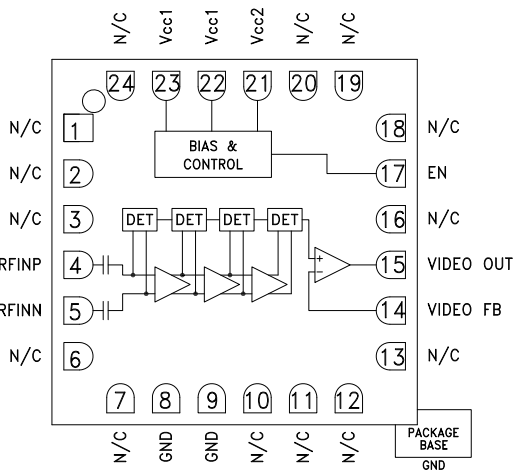 N/C Vcc1 Vcc1 Vcc2 N/C N/C
24 23 22 21 20 19
N/C 1 18 N/C
BIAS &
CONTROL
N/C 2 17 EN
N/C 3 16 N/C
DET DET DET DET
RFINP 4 + 15 VIDEO OUT
−
RFINN 5 14 VIDEO FB
N/C 6 13 N/C
7 8 9 10 11 12
N/C GND GND N/C N/C N/C
PACKAGE
BASE
GND